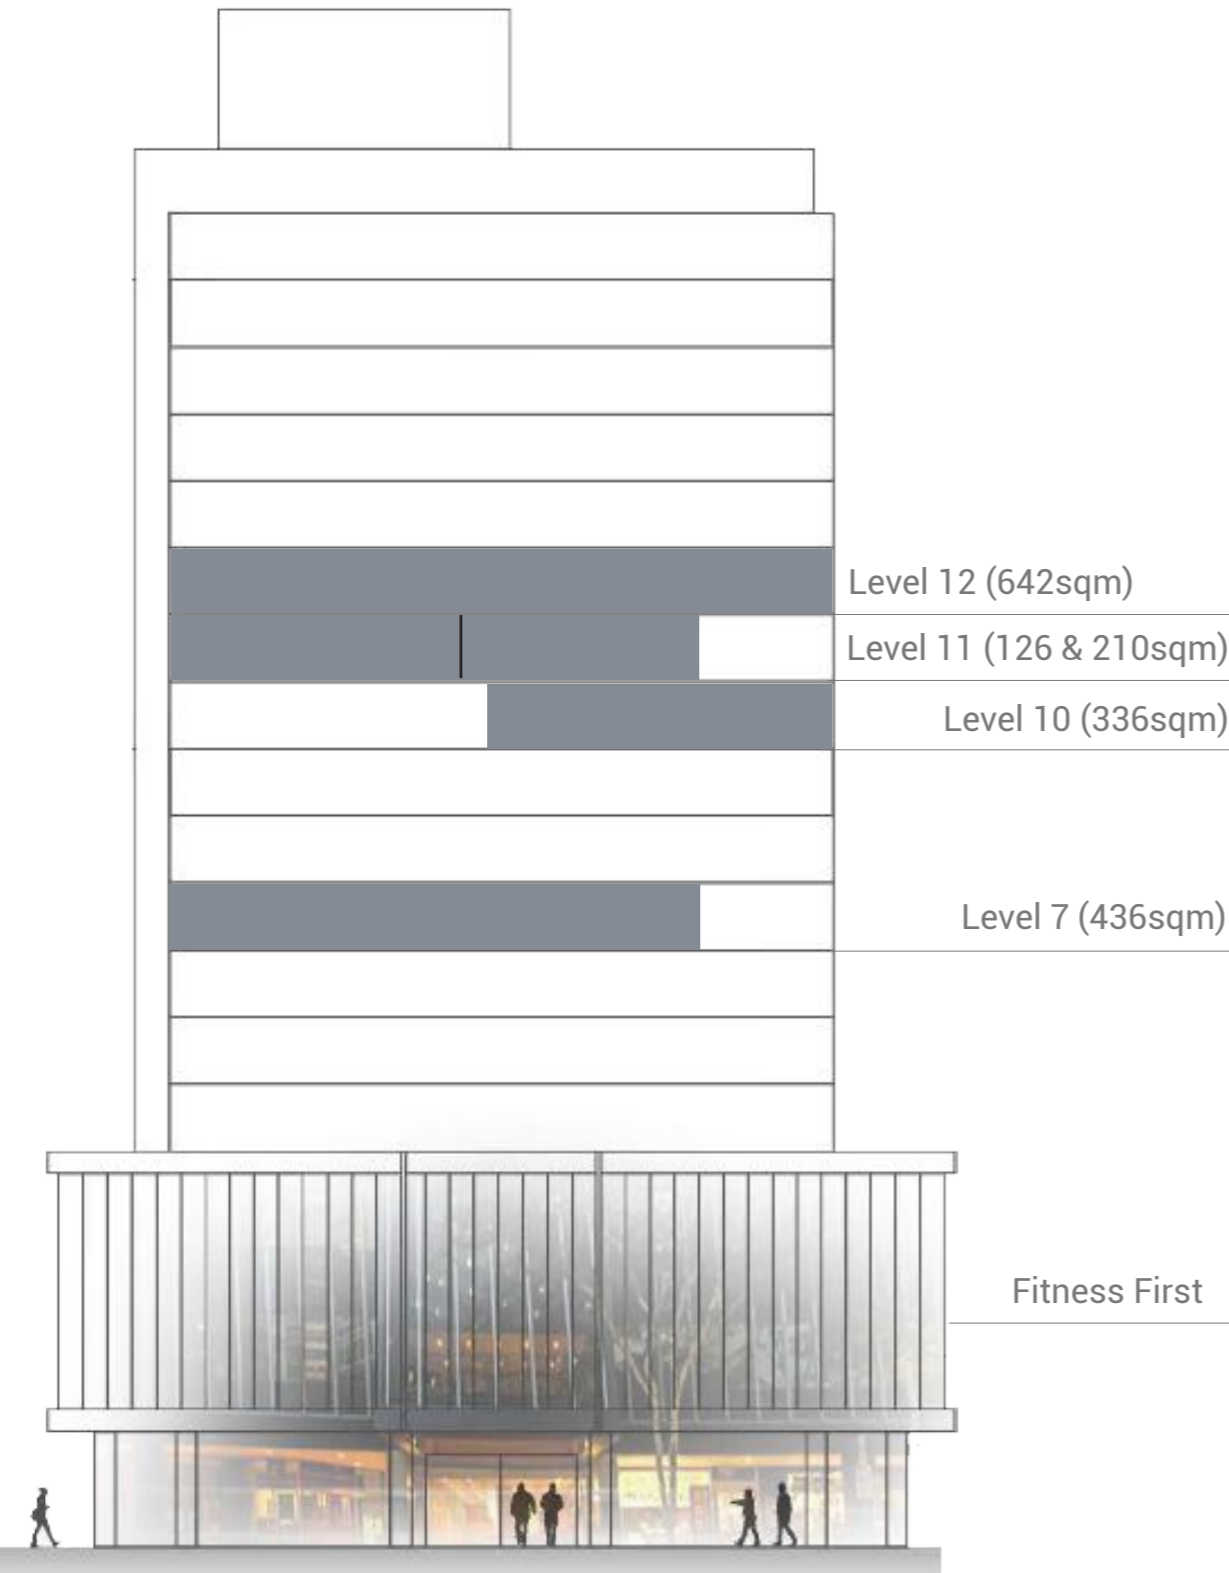 Level 12 (642sqm)
Level 11 (126 & 210sqm)
Level 10 (336sqm)
Level 7 (436sqm)
Fitness First